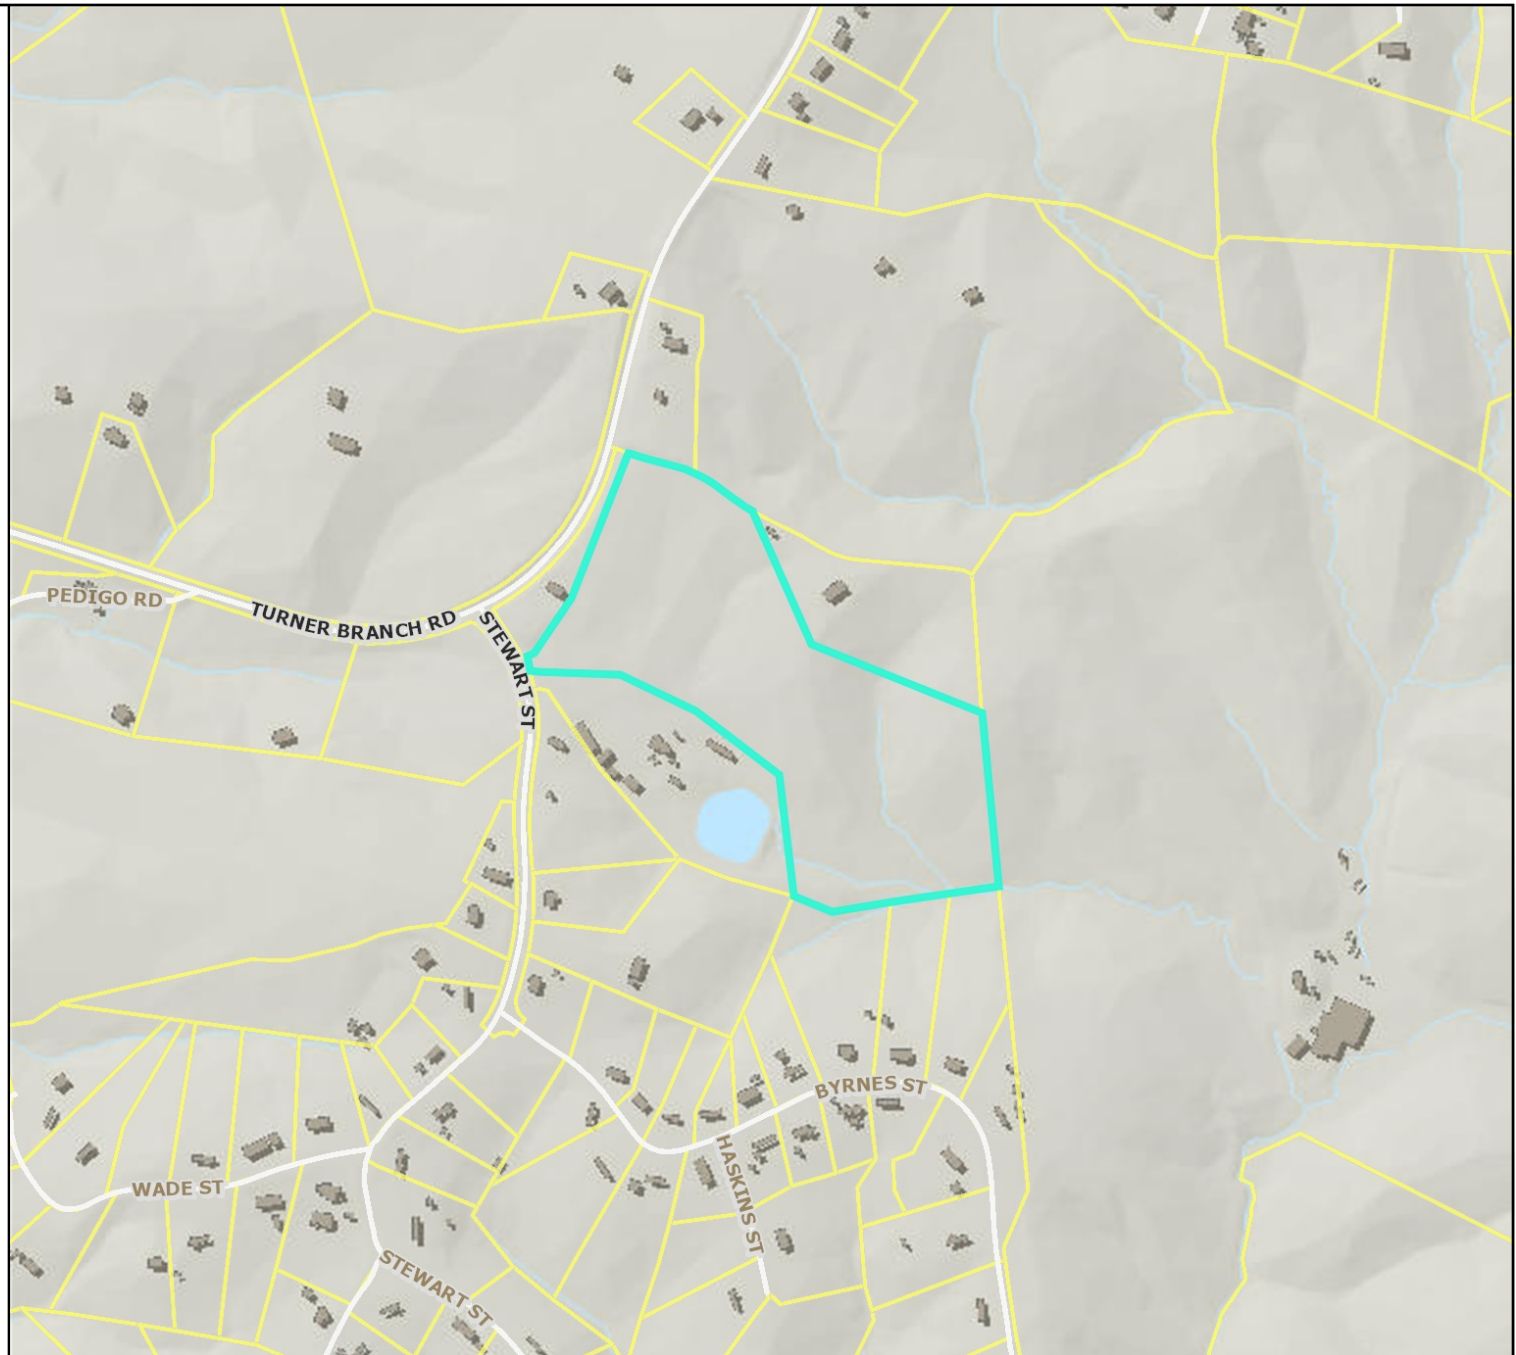 PEDIGO RD
TURNER BRANCH RD
STEWART ST
BYRNES ST
HASKINS ST
WADE ST
STEWART ST